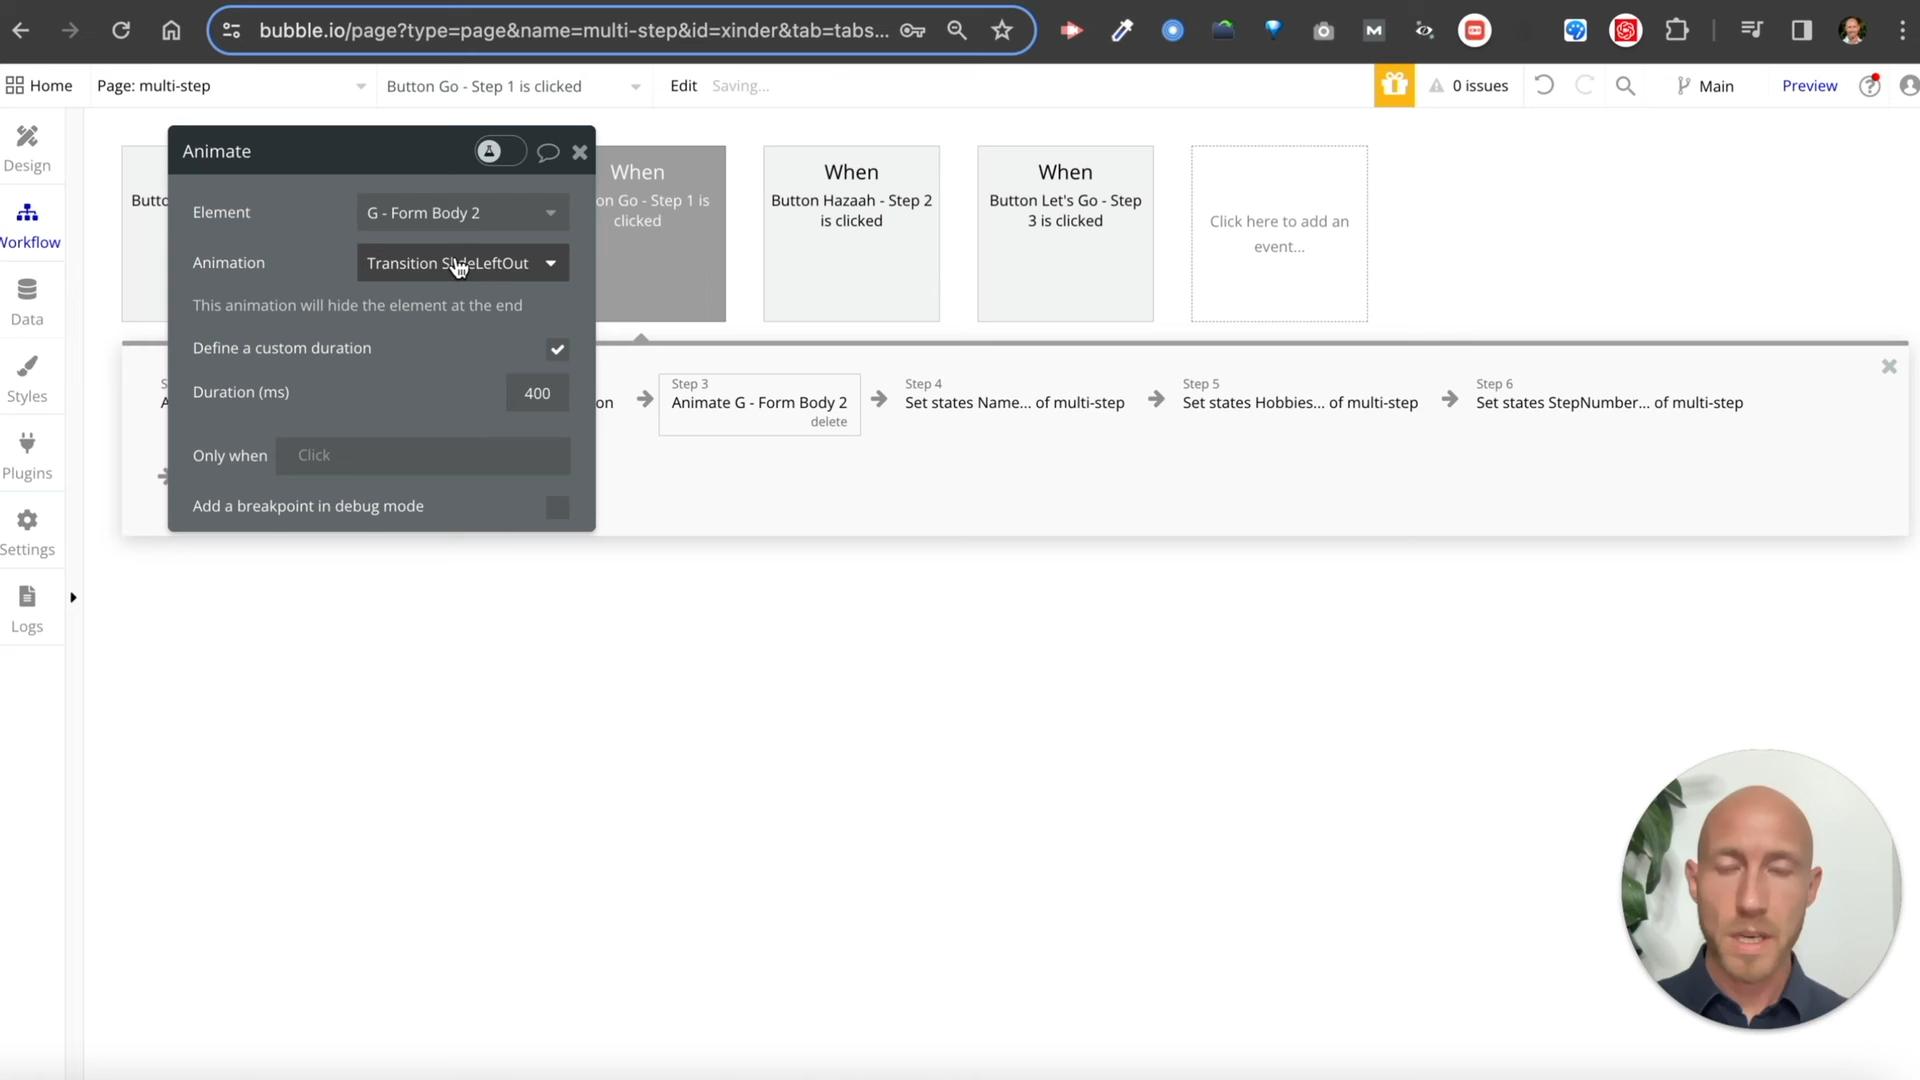 bubble.io/page?type=page&name=multi-step&id=xinder&tab=tabs...
Home
Page: multi-step
Button Go - Step 1 is clicked
Edit
Saving...
0 issues
Main
Preview
Design
Workflow
Data
Styles
Plugins
Settings
Logs
Animate
Element
G - Form Body 2
Animation
Transition SlideLeftOut
This animation will hide the element at the end
Define a custom duration
Duration (ms)
400
Only when
Click
Add a breakpoint in debug mode
Butto
When
on Go - Step 1 is
clicked
When
Button Hazaah - Step 2
is clicked
When
Button Let's Go - Step
3 is clicked
Click here to add an
event...
on
Step 3
Animate G - Form Body 2
delete
Step 4
Set states Name... of multi-step
Step 5
Set states Hobbies... of multi-step
Step 6
Set states StepNumber... of multi-step